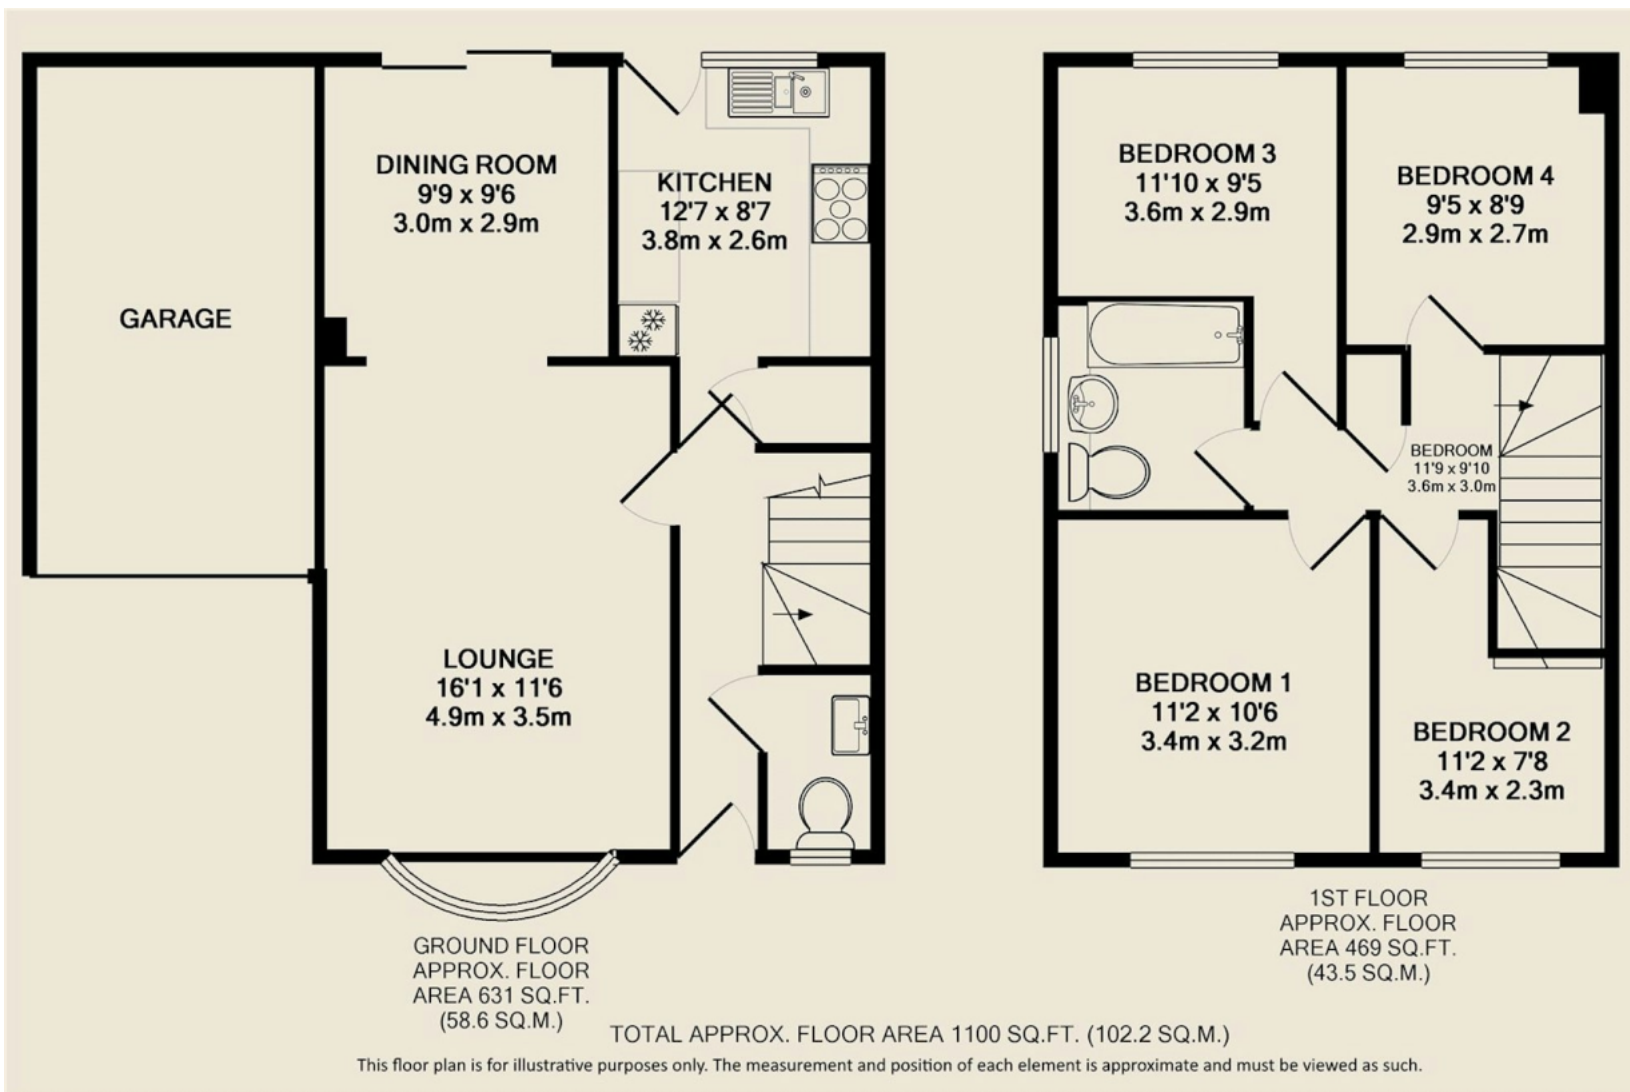 GARAGE
DINING ROOM
9'9 x 9'6
3.0m x 2.9m
KITCHEN
12'7 x 8'7
3.8m x 2.6m
LOUNGE
16'1 x 11'6
4.9m x 3.5m
GROUND FLOOR
APPROX. FLOOR
AREA 631 SQ.FT.
(58.6 SQ.M.)
BEDROOM 3
11'10 x 9'5
3.6m x 2.9m
BEDROOM 4
9'5 x 8'9
2.9m x 2.7m
BEDROOM
11'9 x 9'10
3.6m x 3.0m
BEDROOM 1
11'2 x 10'6
3.4m x 3.2m
BEDROOM 2
11'2 x 7'8
3.4m x 2.3m
1ST FLOOR
APPROX. FLOOR
AREA 469 SQ.FT.
(43.5 SQ.M.)
TOTAL APPROX. FLOOR AREA 1100 SQ.FT. (102.2 SQ.M.)
This floor plan is for illustrative purposes only. The measurement and position of each element is approximate and must be viewed as such.